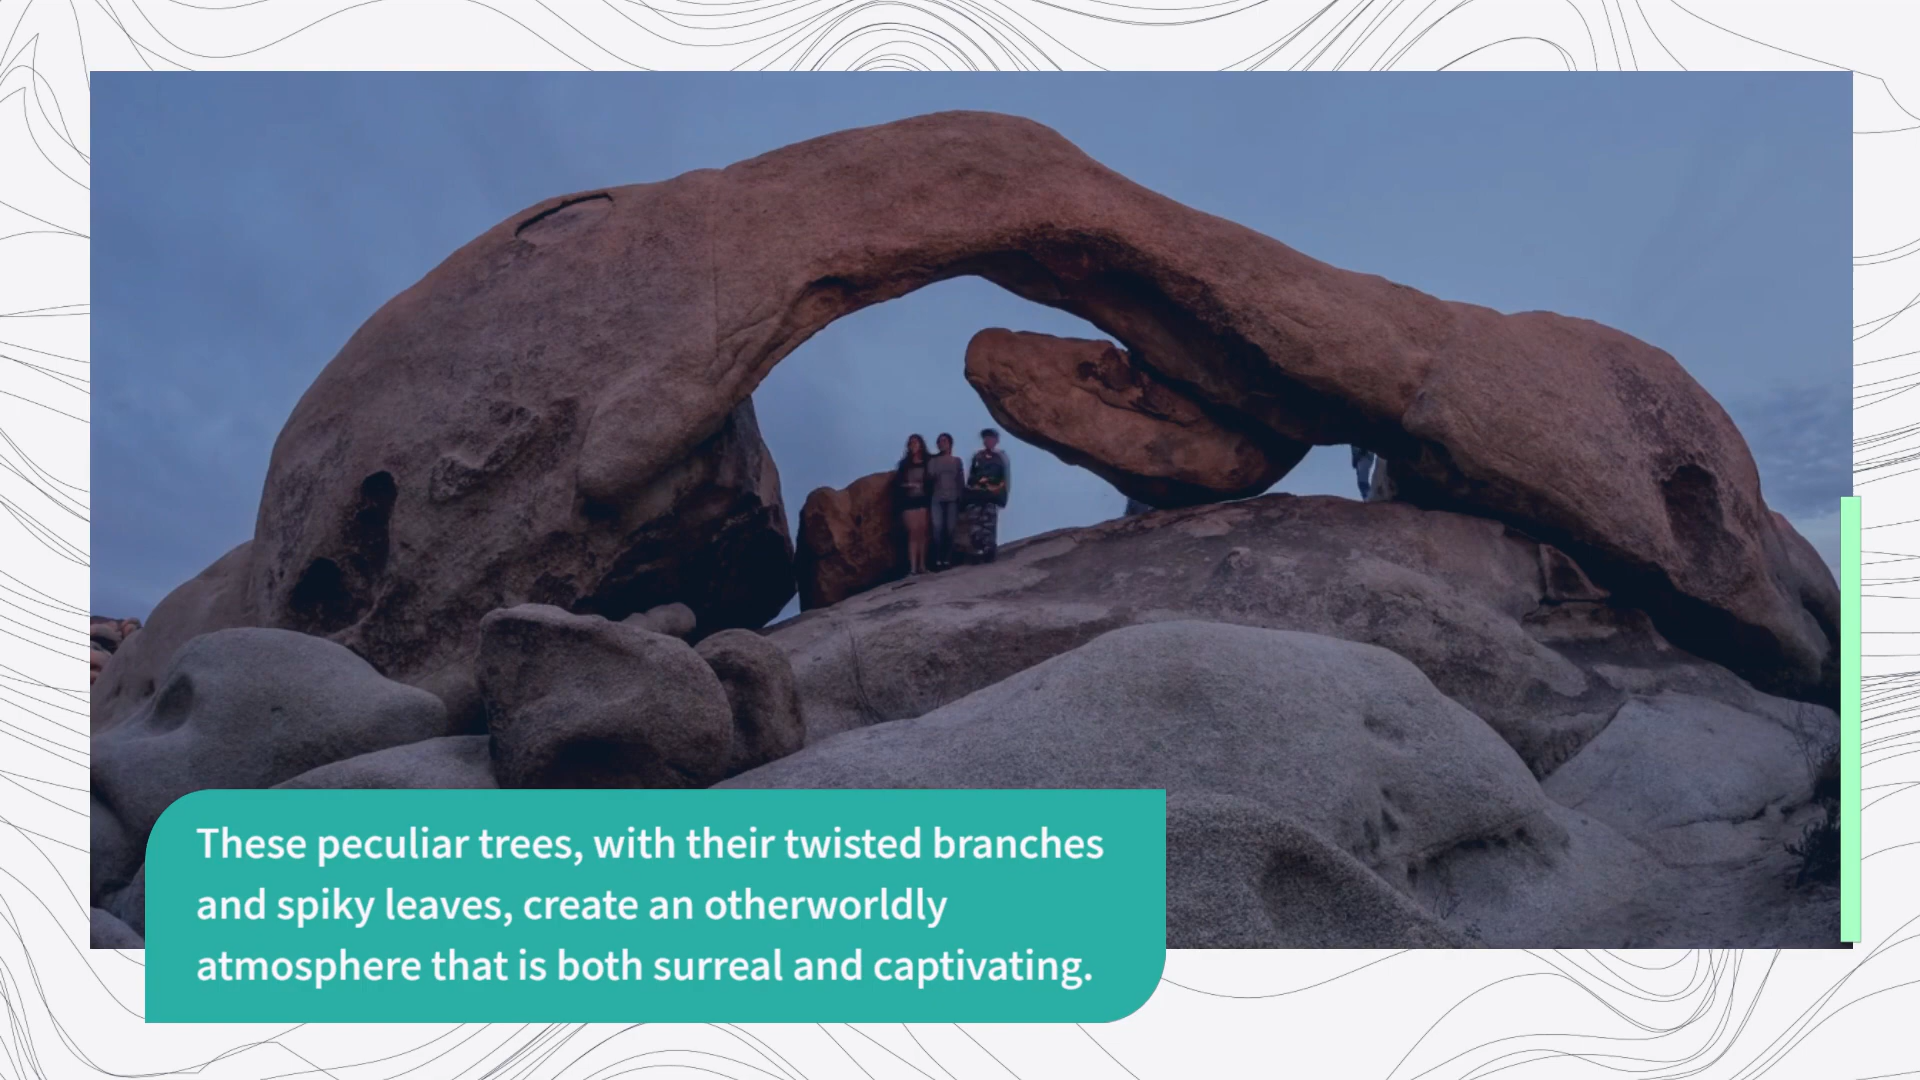 These peculiar trees, with their twisted branches
and spiky leaves, create an otherworldly
atmosphere that is both surreal and captivating.